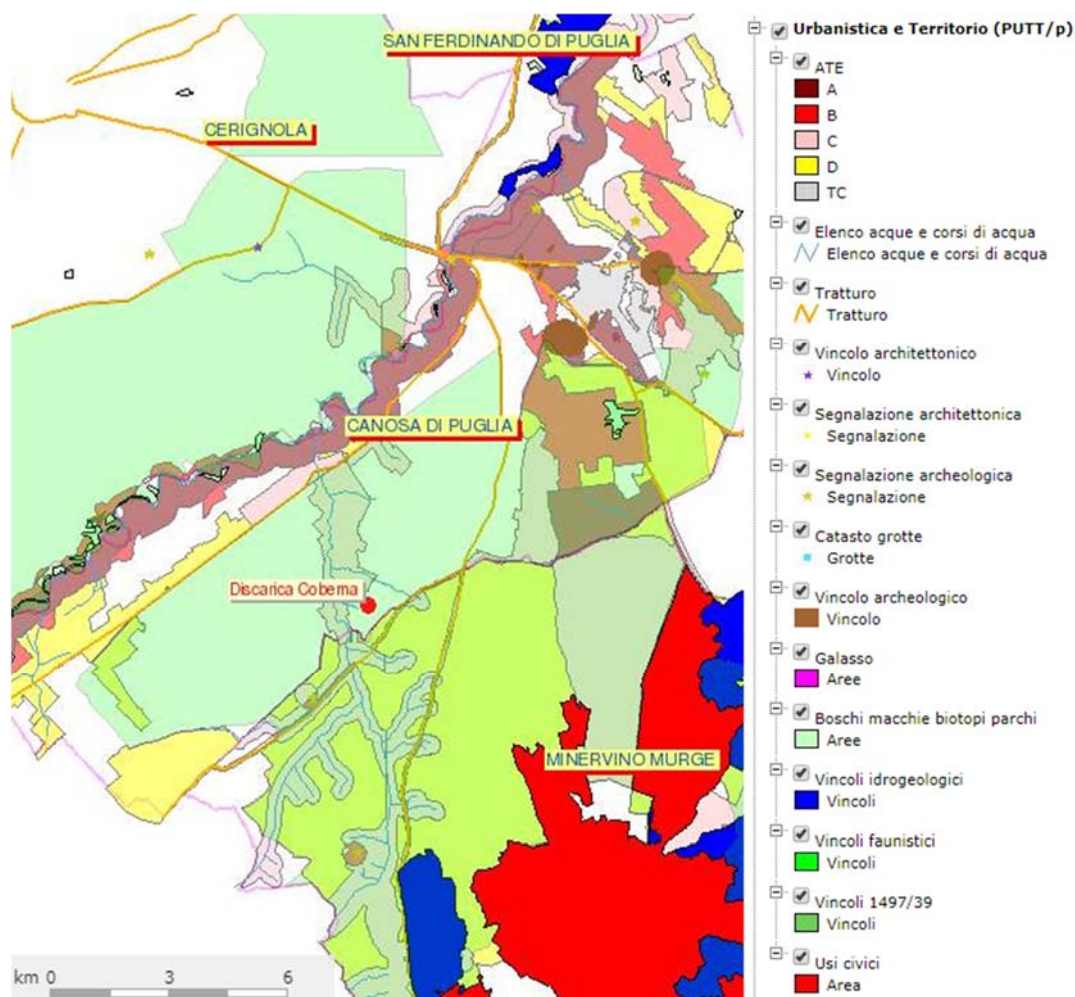 SAN FERDINANDO DI PUGLIA
CERIGNOLA
CANOSA DI PUGLIA
Discarica Cobema
MINERVINO MURGE
km 0 3 6
Urbanistica e Territorio (PUTT/p)
ATE
A
B
C
D
TC
Elenco acque e corsi di acqua
Elenco acque e corsi di acqua
Tratturo
Tratturo
Vincolo architettonico
Vincolo
Segnalazione architettonica
Segnalazione
Segnalazione archeologica
Segnalazione
Catasto grotte
Grotte
Vincolo archeologico
Vincolo
Galasso
Aree
Boschi macchie biotopi parchi
Aree
Vincoli idrogeologici
Vincoli
Vincoli faunistici
Vincoli
Vincoli 1497/39
Vincoli
Usi civici
Area